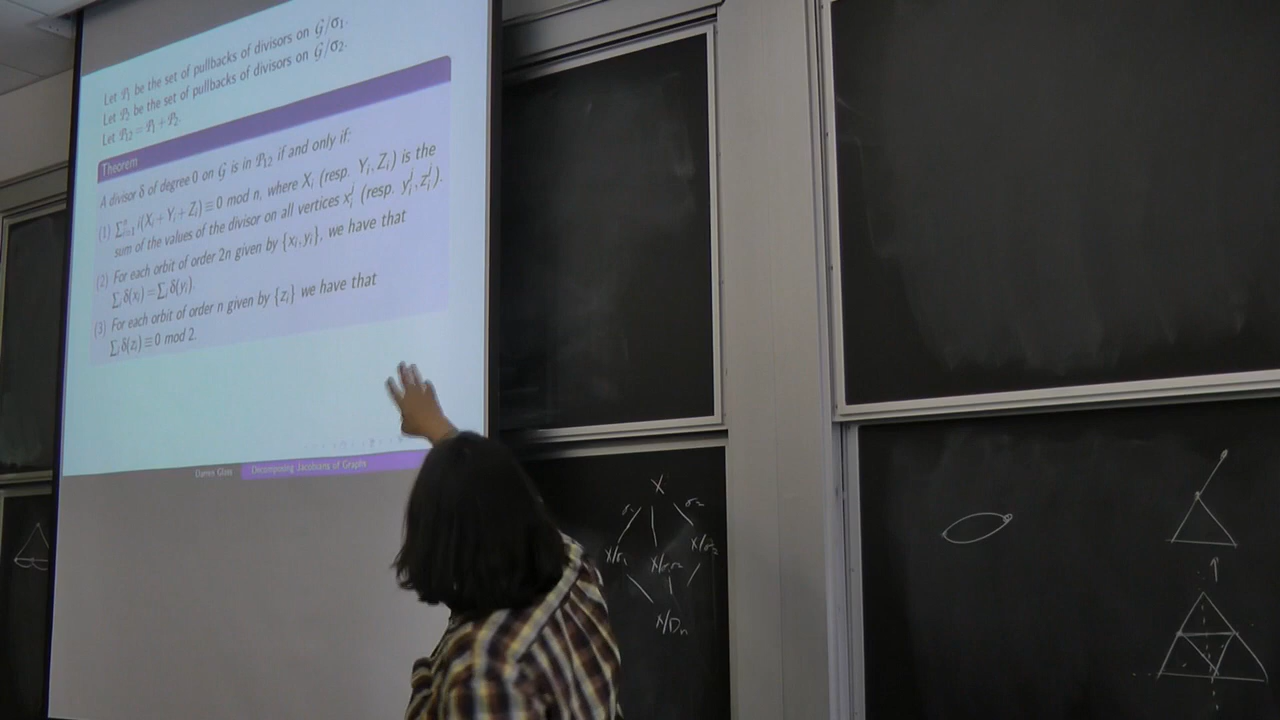 Let 𝒫₁ be the set of pullbacks of divisors on 𝒢/σ₁.
Let 𝒫₂ be the set of pullbacks of divisors on 𝒢/σ₂.
Let 𝒫₁₂ = 𝒫₁ + 𝒫₂.
Theorem
A divisor δ of degree 0 on 𝒢 is in 𝒫₁₂ if and only if:
(1) ∑ᵢ₌₁ i(Xᵢ + Yᵢ + Zᵢ) ≡ 0 mod n, where Xᵢ (resp. Yᵢ, Zᵢ) is the
sum of the values of the divisor on all vertices xᵢʲ (resp. yᵢʲ, zᵢʲ).
(2) For each orbit of order 2n given by {xᵢ, yᵢ}, we have that
∑ᵢ δ(xᵢ) = ∑ᵢ δ(yᵢ).
(3) For each orbit of order n given by {zᵢ} we have that
∑ᵢ δ(zᵢ) ≡ 0 mod 2.
Darren Glass Decomposing Jacobians of Graphs
X
σ₁ σ₂
X/σ₁ X/σ₂
X/Dₙ